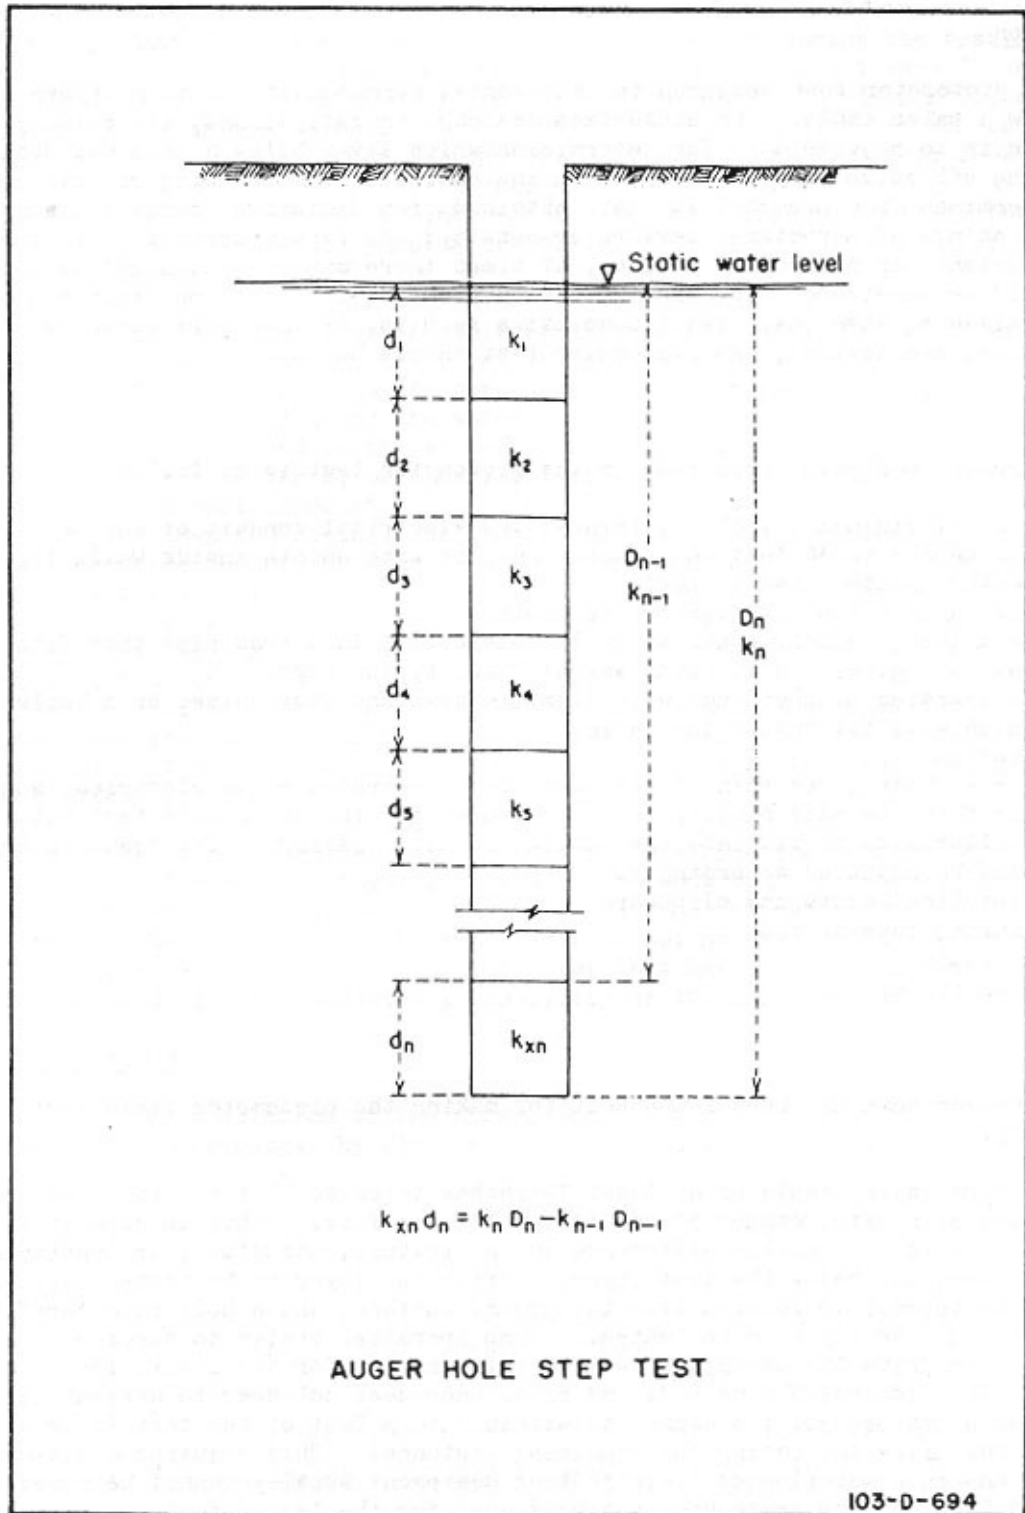 Static water level
d₁
k₁
d₂
k₂
d₃
k₃
Dₙ₋₁
kₙ₋₁
Dₙ
kₙ
d₄
k₄
d₅
k₅
dₙ
kₓₙ
kₓₙ dₙ = kₙ Dₙ – kₙ₋₁ Dₙ₋₁
AUGER HOLE STEP TEST
103-D-694